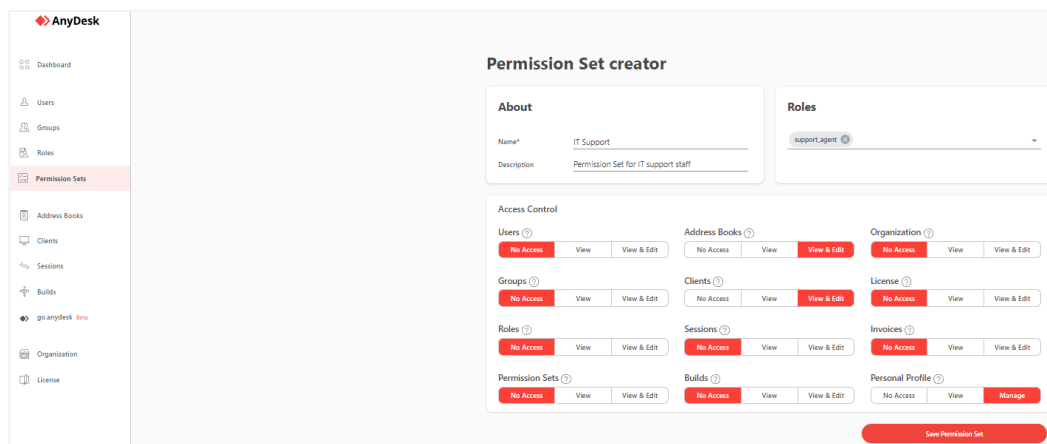 AnyDesk
Dashboard
Users
Groups
Roles
Permission Sets
Address Books
Clients
Sessions
Builds
go.anydesk Beta
Organization
License
Permission Set creator
About
Name* IT Support
Description Permission Set for IT support staff
Roles
support_agent
Access Control
Users ? Address Books ? Organization ?
No Access View View & Edit No Access View View & Edit No Access View View & Edit
Groups ? Clients ? License ?
No Access View View & Edit No Access View View & Edit No Access View View & Edit
Roles ? Sessions ? Invoices ?
No Access View View & Edit No Access View View & Edit No Access View View & Edit
Permission Sets ? Builds ? Personal Profile ?
No Access View View & Edit No Access View View & Edit No Access View Manage
Save Permission Set